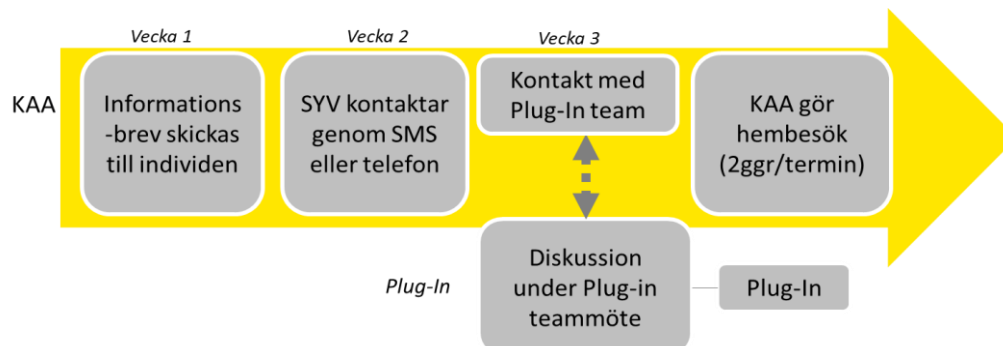 Vecka 1
Vecka 2
Vecka 3
KAA
Informations
-brev skickas
till individen
SYV kontaktar
genom SMS
eller telefon
Kontakt med
Plug-In team
KAA gör
hembesök
(2ggr/termin)
Plug-In
Diskussion
under Plug-in
teammöte
Plug-In